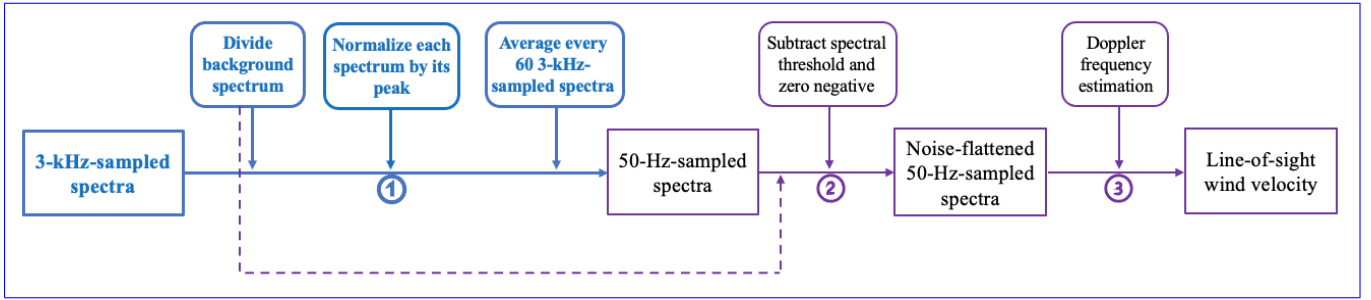 Divide
background
spectrum
Normalize each
spectrum by its
peak
Average every
60 3-kHz-
sampled spectra
Subtract spectral
threshold and
zero negative
Doppler
frequency
estimation
3-kHz-sampled
spectra
1
50-Hz-sampled
spectra
2
Noise-flattened
50-Hz-sampled
spectra
3
Line-of-sight
wind velocity